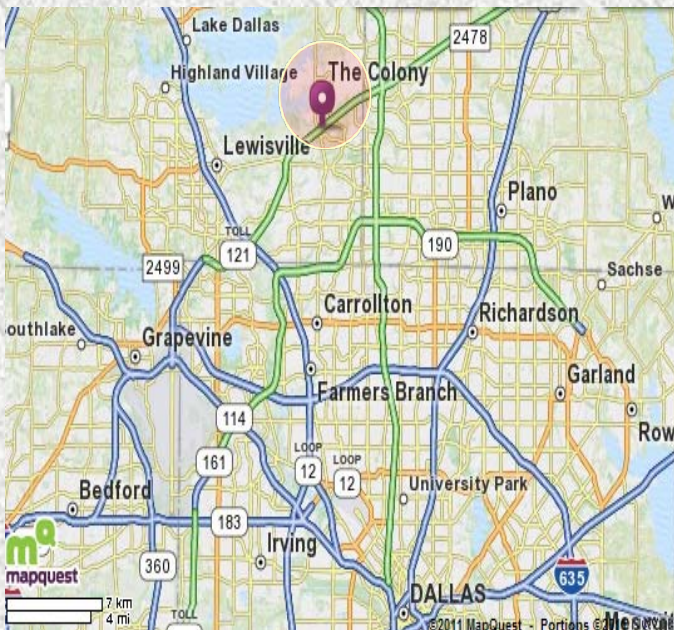 Lake Dallas
2478
Highland Village
The Colony
Lewisville
Plano
TOLL
121
190
2499
Sachse
Carrollton
Richardson
Grapevine
Garland
Farmers Branch
114
LOOP
12
LOOP
12
161
Bedford
University Park
183
Irving
mapquest
360
635
7 km
4 mi
DALLAS
TOLL
©2011 MapQuest - Portions ©